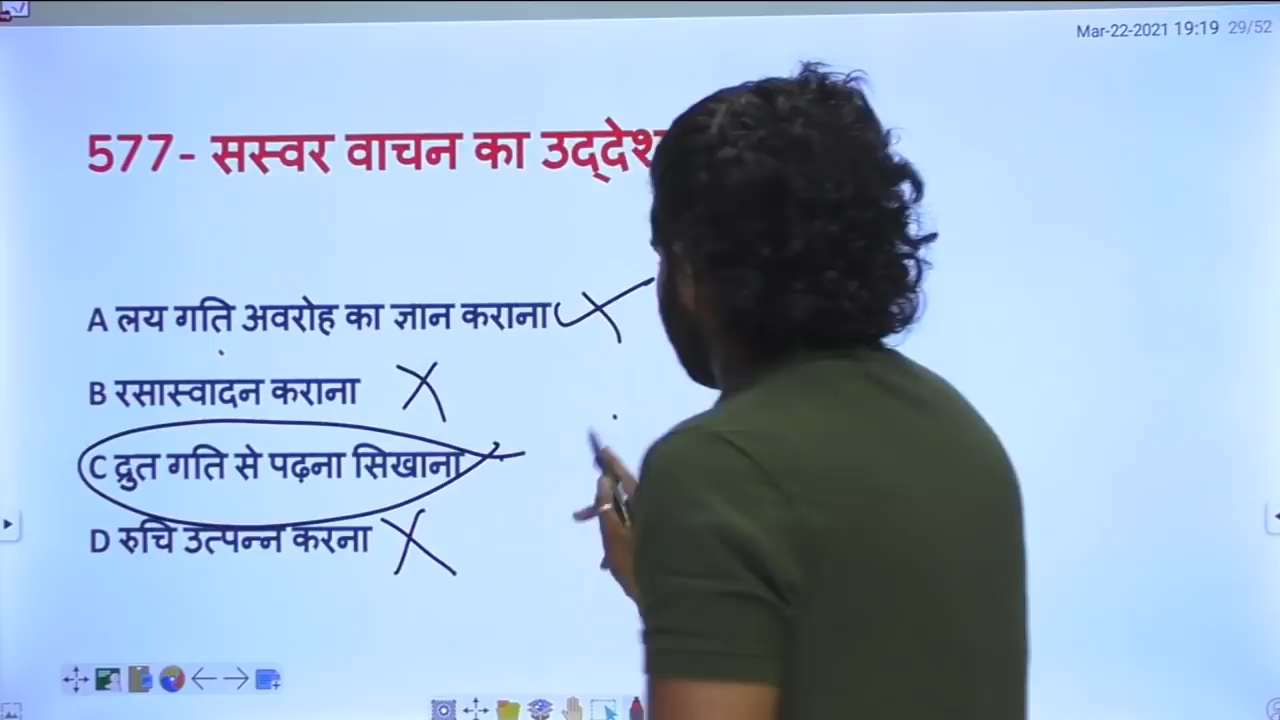 Mar-22-2021 19:19 29/52
577- सस्वर वाचन का
A लय गति अवरोह का ज्ञान कराना
B रसास्वादन कराना
C द्रुत गति से पढ़ना सिखाना
D रुचि उत्पन्न करना